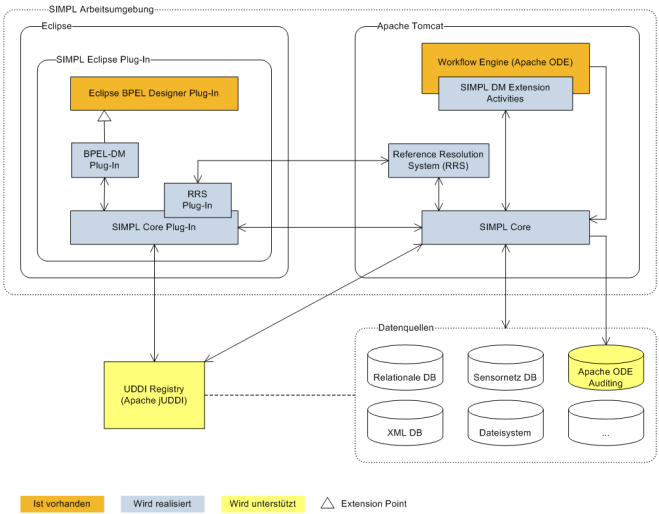 SIMPL Arbeitsumgebung
Eclipse
Apache Tomcat
SIMPL Eclipse Plug-In
Workflow Engine (Apache ODE)
Eclipse BPEL Designer Plug-In
SIMPL DM Extension
Activities
BPEL-DM
Plug-In
Reference Resolution
System (RRS)
RRS
Plug-In
SIMPL Core Plug-In
SIMPL Core
Datenquellen
UDDI Registry
(Apache jUDDI)
Relationale DB
Sensornetz DB
Apache ODE
Auditing
XML DB
Dateisystem
...
Ist vorhanden
Wird realisiert
Wird unterstützt
Extension Point